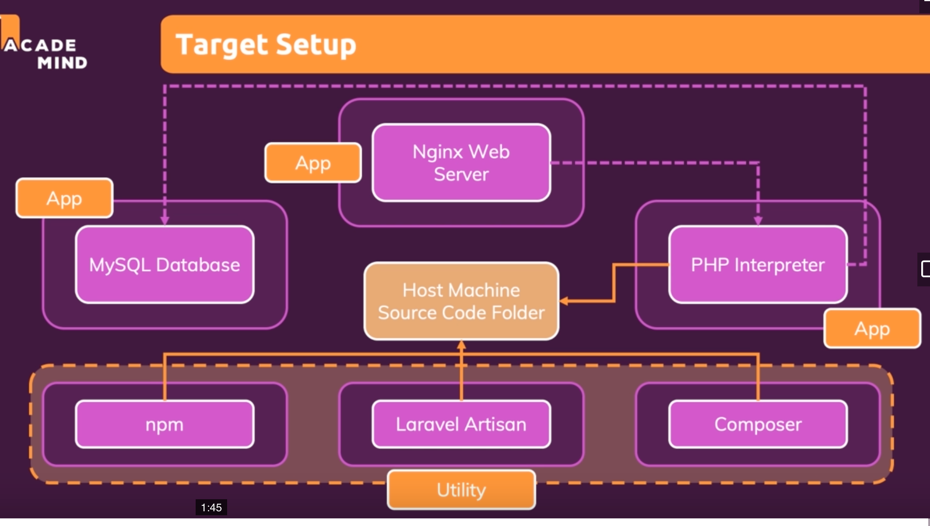 ACADE
MIND
Target Setup
App
Nginx Web
Server
App
MySQL Database
PHP Interpreter
App
Host Machine
Source Code Folder
npm
Laravel Artisan
Composer
Utility
1:45